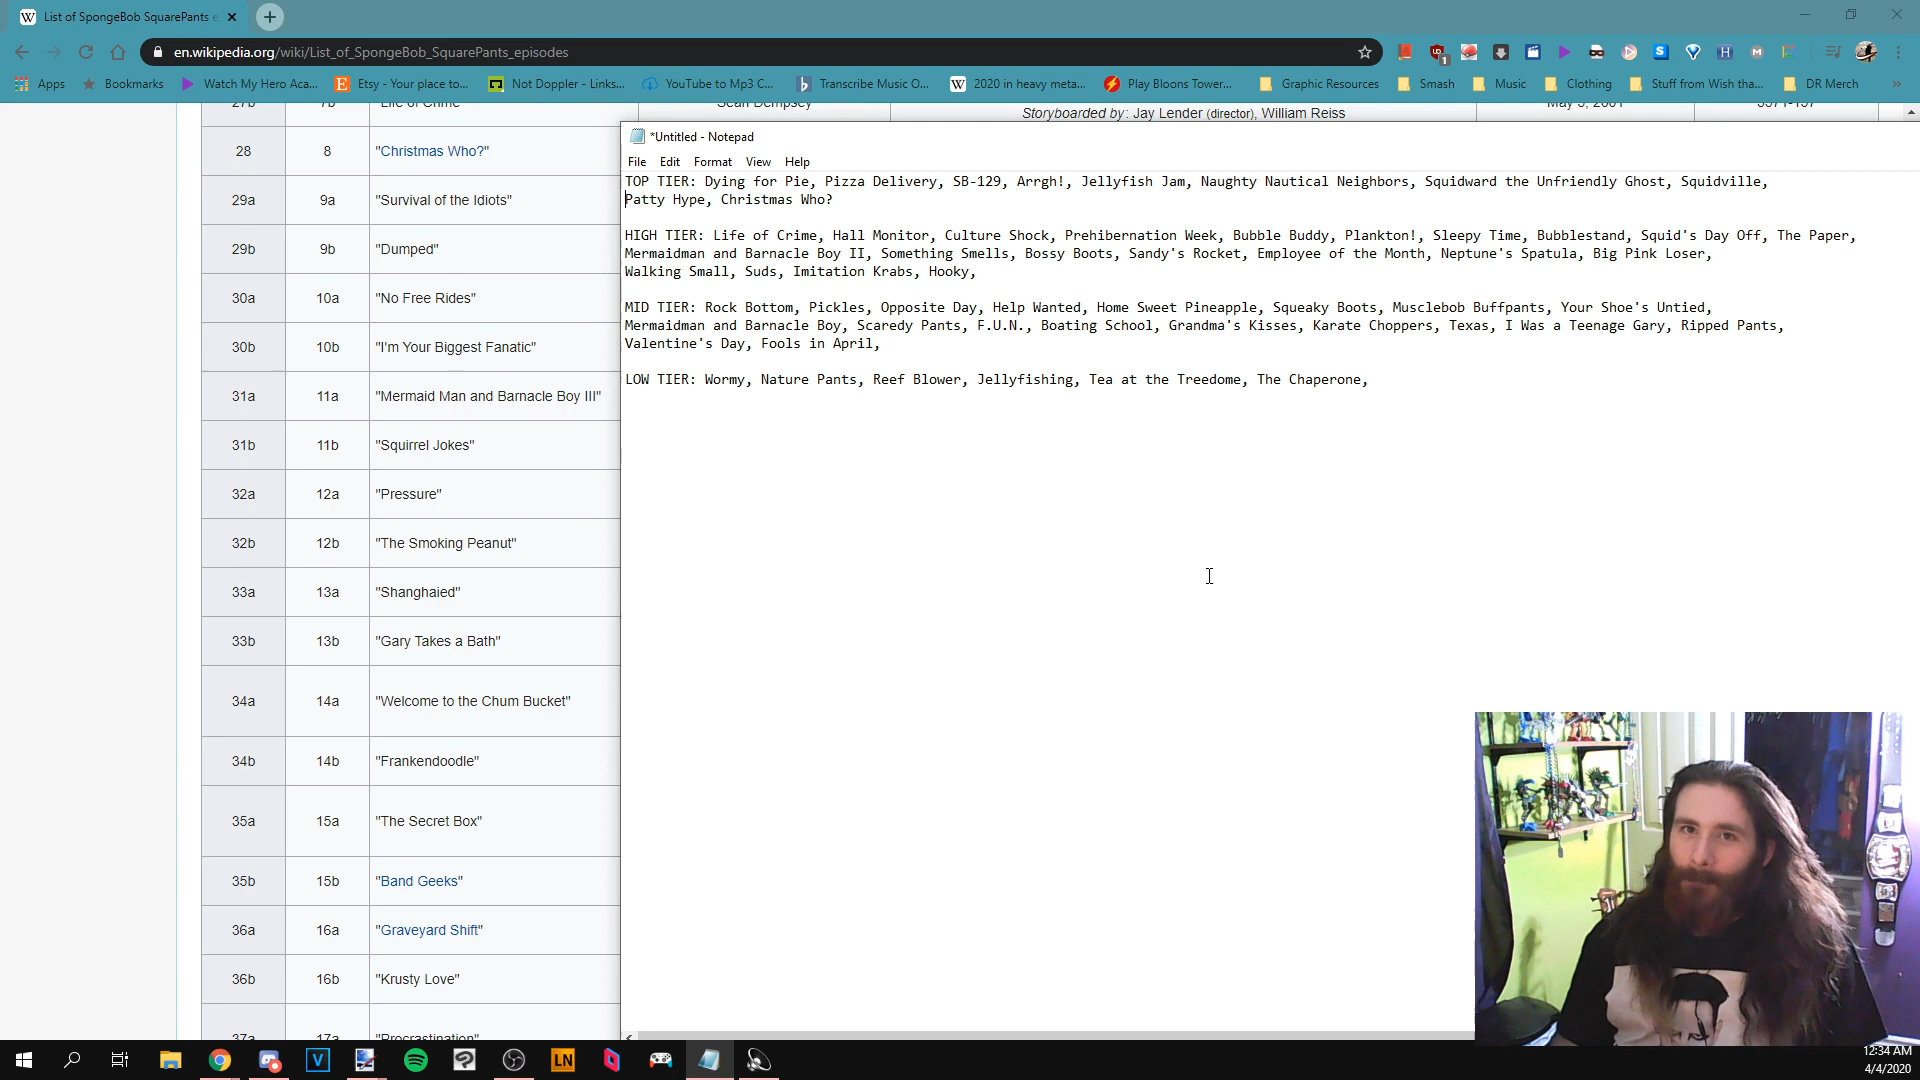 List of SpongeBob SquarePants e
en.wikipedia.org/wiki/List_of_SpongeBob_SquarePants_episodes
Apps Bookmarks Watch My Hero Aca... Etsy - Your place to... Not Doppler - Links... YouTube to Mp3 C... Transcribe Music O... 2020 in heavy meta... Play Bloons Tower... Graphic Resources Smash Music Clothing Stuff from Wish tha... DR Merch »
27b 7b "Life of Crime" Sean Dempsey May 5, 2001
Storyboarded by: Jay Lender (director), William Reiss
*Untitled - Notepad
File Edit Format View Help
TOP TIER: Dying for Pie, Pizza Delivery, SB-129, Arrgh!, Jellyfish Jam, Naughty Nautical Neighbors, Squidward the Unfriendly Ghost, Squidville,
Patty Hype, Christmas Who?
HIGH TIER: Life of Crime, Hall Monitor, Culture Shock, Prehibernation Week, Bubble Buddy, Plankton!, Sleepy Time, Bubblestand, Squid's Day Off, The Paper,
Mermaidman and Barnacle Boy II, Something Smells, Bossy Boots, Sandy's Rocket, Employee of the Month, Neptune's Spatula, Big Pink Loser,
Walking Small, Suds, Imitation Krabs, Hooky,
MID TIER: Rock Bottom, Pickles, Opposite Day, Help Wanted, Home Sweet Pineapple, Squeaky Boots, Musclebob Buffpants, Your Shoe's Untied,
Mermaidman and Barnacle Boy, Scaredy Pants, F.U.N., Boating School, Grandma's Kisses, Karate Choppers, Texas, I Was a Teenage Gary, Ripped Pants,
Valentine's Day, Fools in April,
LOW TIER: Wormy, Nature Pants, Reef Blower, Jellyfishing, Tea at the Treedome, The Chaperone,
28 8 "Christmas Who?"
29a 9a "Survival of the Idiots"
29b 9b "Dumped"
30a 10a "No Free Rides"
30b 10b "I'm Your Biggest Fanatic"
31a 11a "Mermaid Man and Barnacle Boy III"
31b 11b "Squirrel Jokes"
32a 12a "Pressure"
32b 12b "The Smoking Peanut"
33a 13a "Shanghaied"
33b 13b "Gary Takes a Bath"
34a 14a "Welcome to the Chum Bucket"
34b 14b "Frankendoodle"
35a 15a "The Secret Box"
35b 15b "Band Geeks"
36a 16a "Graveyard Shift"
36b 16b "Krusty Love"
37a 17a "Procrastination"
12:34 AM
4/4/2020